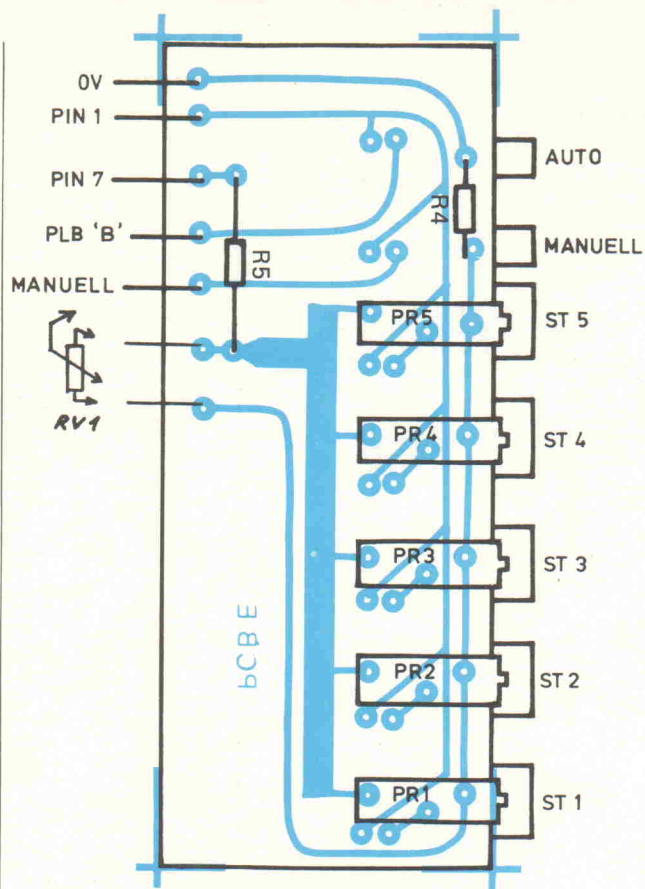 0V
PIN 1
PIN 7
PLB 'B'
MANUELL
RV1
R4
R5
AUTO
MANUELL
PR5
ST 5
PR4
ST 4
PR3
ST 3
PR2
ST 2
PR1
ST 1
PCB E